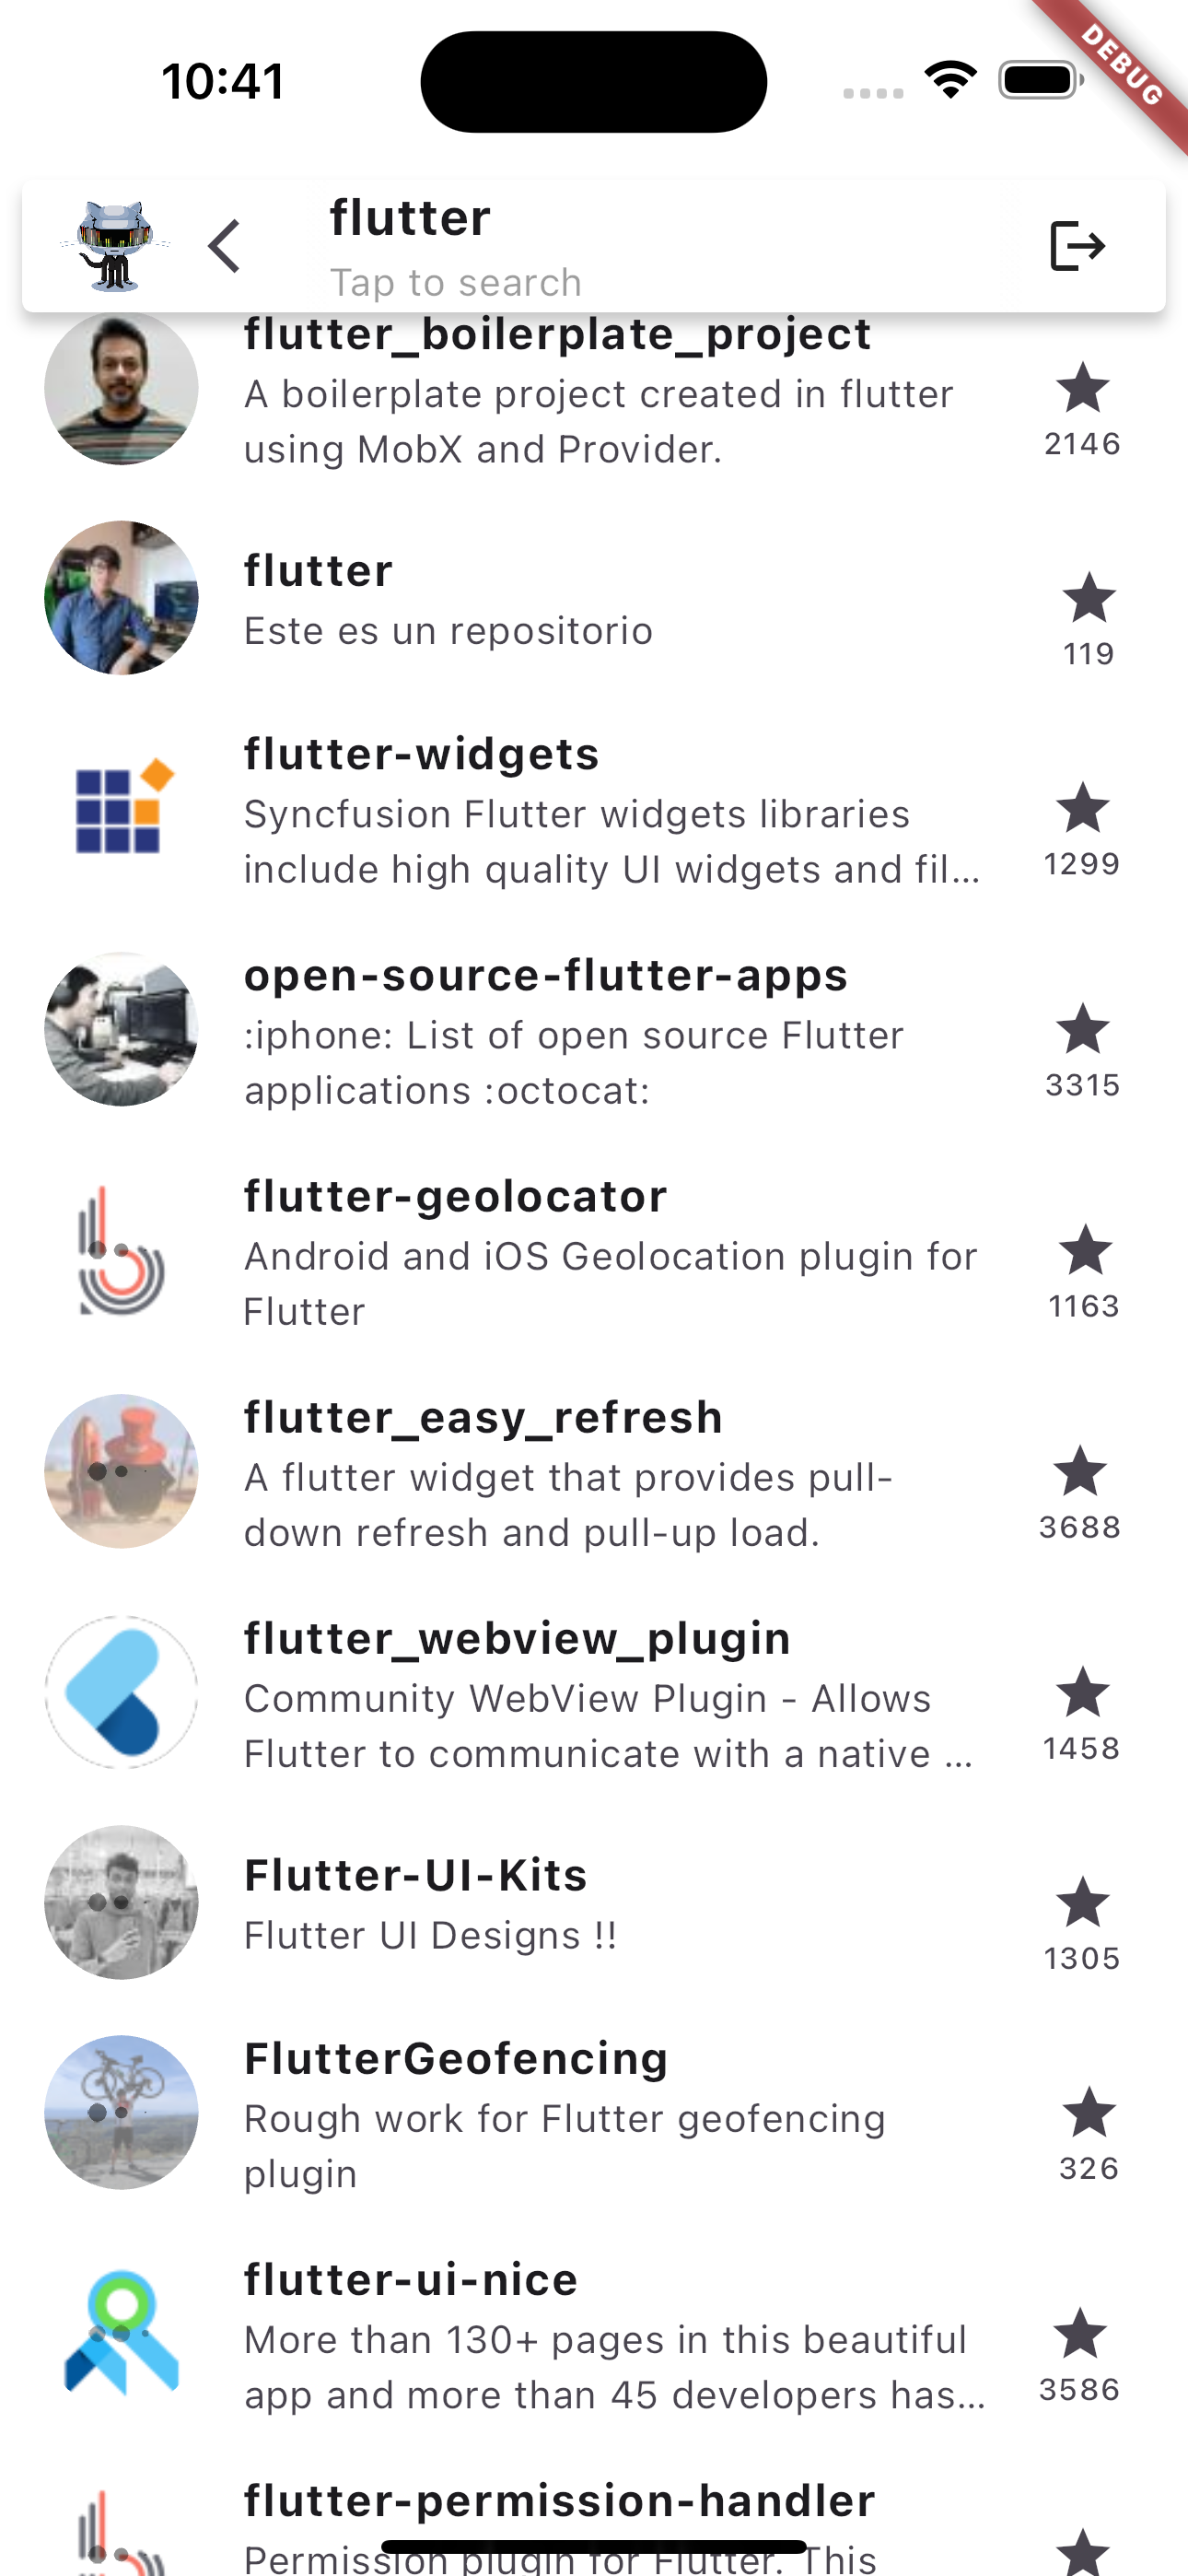 10:41
DEBUG
flutter
Tap to search
flutter_boilerplate_project
A boilerplate project created in flutter
using MobX and Provider.
2146
flutter
Este es un repositorio
119
flutter-widgets
Syncfusion Flutter widgets libraries
include high quality UI widgets and fil...
1299
open-source-flutter-apps
:iphone: List of open source Flutter
applications :octocat:
3315
flutter-geolocator
Android and iOS Geolocation plugin for
Flutter
1163
flutter_easy_refresh
A flutter widget that provides pull-
down refresh and pull-up load.
3688
flutter_webview_plugin
Community WebView Plugin - Allows
Flutter to communicate with a native ...
1458
Flutter-UI-Kits
Flutter UI Designs !!
1305
FlutterGeofencing
Rough work for Flutter geofencing
plugin
326
flutter-ui-nice
More than 130+ pages in this beautiful
app and more than 45 developers has...
3586
flutter-permission-handler
Permission plugin for Flutter. This